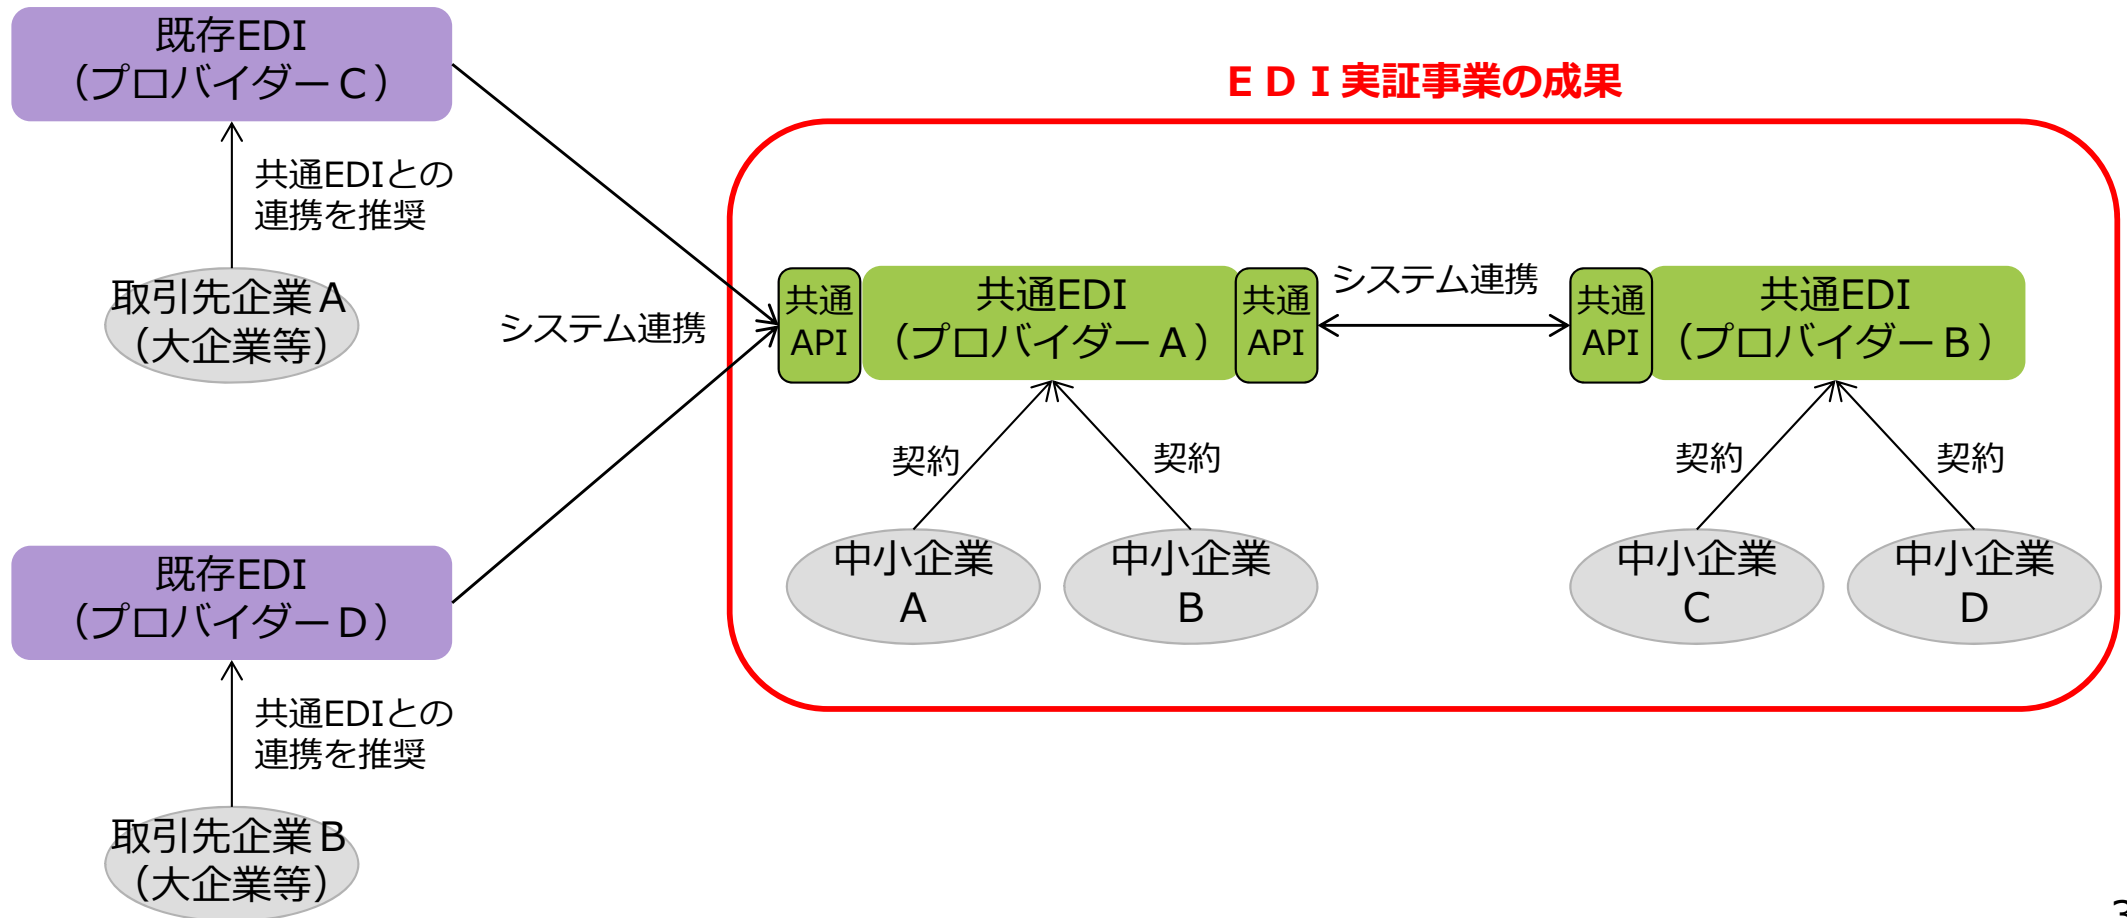 既存EDI
（プロバイダーＣ）
共通EDIとの
連携を推奨
取引先企業Ａ
（大企業等）
システム連携
既存EDI
（プロバイダーＤ）
共通EDIとの
連携を推奨
取引先企業Ｂ
（大企業等）
ＥＤＩ実証事業の成果
共通
API
共通EDI
（プロバイダーＡ）
共通
API
システム連携
共通
API
共通EDI
（プロバイダーＢ）
契約
契約
契約
契約
中小企業
A
中小企業
B
中小企業
C
中小企業
D